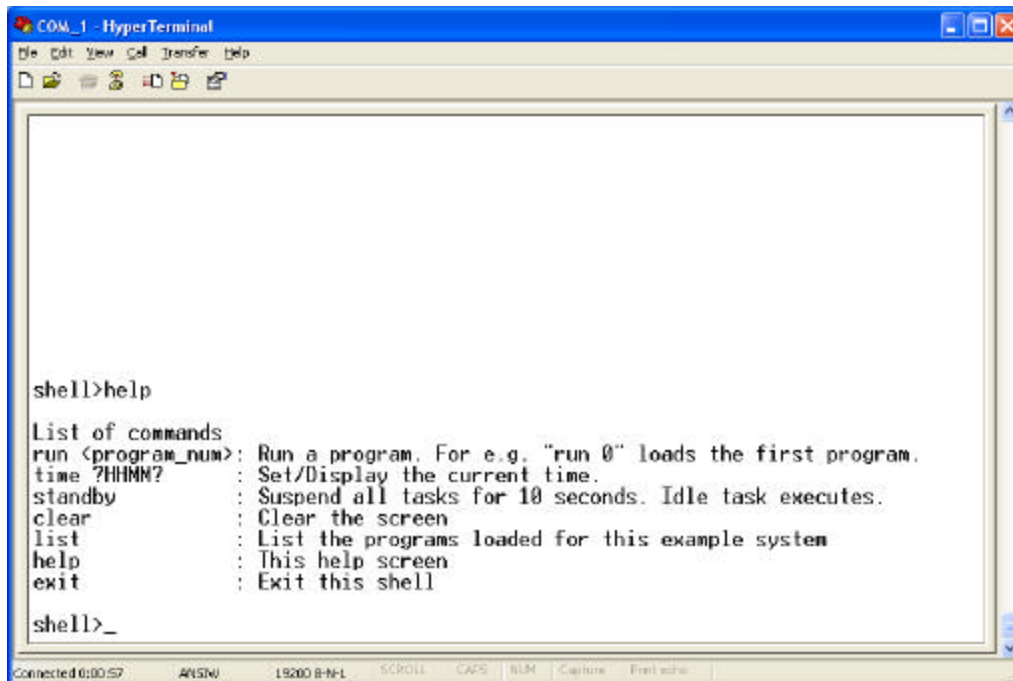 COM_1 - HyperTerminal
File Edit View Call Transfer Help
shell>help
List of commands
run <program_num>: Run a program. For e.g. "run 0" loads the first program.
time ?HHMM? : Set/Display the current time.
standby : Suspend all tasks for 10 seconds. Idle task executes.
clear : Clear the screen
list : List the programs loaded for this example system
help : This help screen
exit : Exit this shell
shell>_
Connected 0:00:57 ANSIW 19200 8-N-1 SCROLL CAPS NUM Capture Print echo